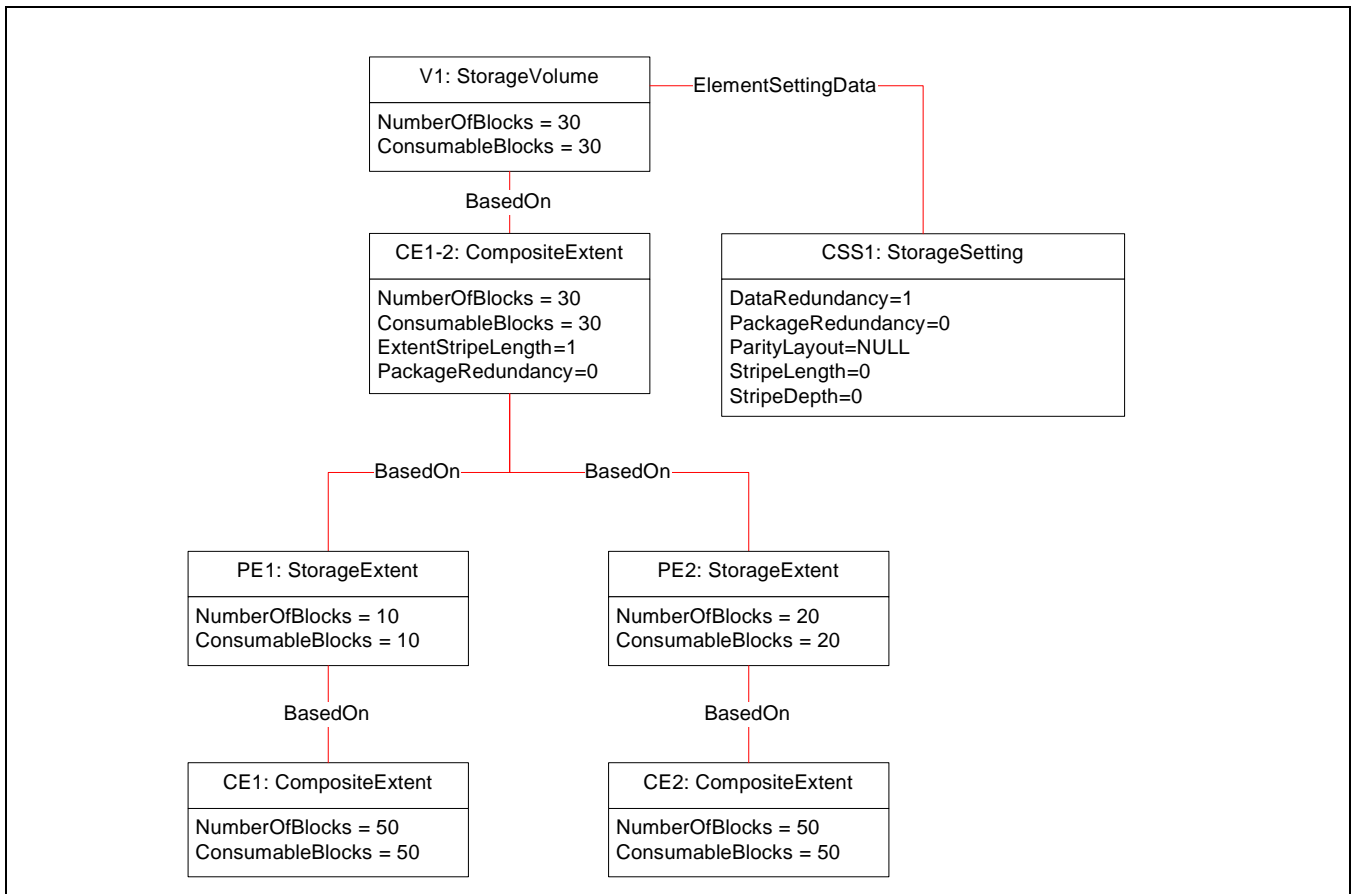 V1: StorageVolume
NumberOfBlocks = 30
ConsumableBlocks = 30
ElementSettingData
BasedOn
CE1-2: CompositeExtent
NumberOfBlocks = 30
ConsumableBlocks = 30
ExtentStripeLength=1
PackageRedundancy=0
CSS1: StorageSetting
DataRedundancy=1
PackageRedundancy=0
ParityLayout=NULL
StripeLength=0
StripeDepth=0
BasedOn
BasedOn
PE1: StorageExtent
NumberOfBlocks = 10
ConsumableBlocks = 10
PE2: StorageExtent
NumberOfBlocks = 20
ConsumableBlocks = 20
BasedOn
BasedOn
CE1: CompositeExtent
NumberOfBlocks = 50
ConsumableBlocks = 50
CE2: CompositeExtent
NumberOfBlocks = 50
ConsumableBlocks = 50